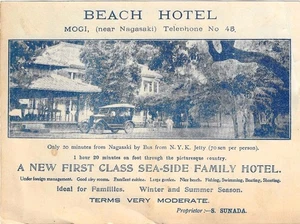 BEACH HOTEL
MOGI, (near Nagasaki) Telephone No 48,
Only 20 minutes from Nagasaki by Bus from N.Y.K. Jetty (70 sen per person).
1 hour 20 minutes on foot through the picturesque country.
A NEW FIRST CLASS SEA-SIDE FAMILY HOTEL.
Under foreign management. Good airy rooms. Excellent cuisine. Large garden. Nice beach. Fishing, Swimming, Boating, Shooting.
Ideal for Families. Winter and Summer Season.
TERMS VERY MODERATE.
Proprietor:- S. SUNADA.